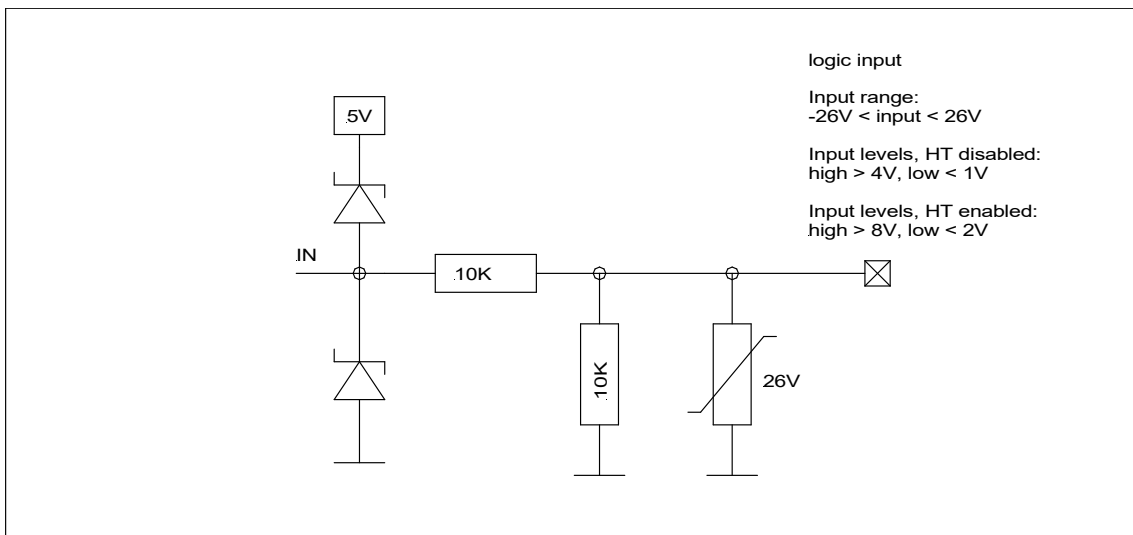 logic input
Input range:
-26V < input < 26V
Input levels, HT disabled:
high > 4V, low < 1V
Input levels, HT enabled:
high > 8V, low < 2V
5V
IN
10K
10K
26V